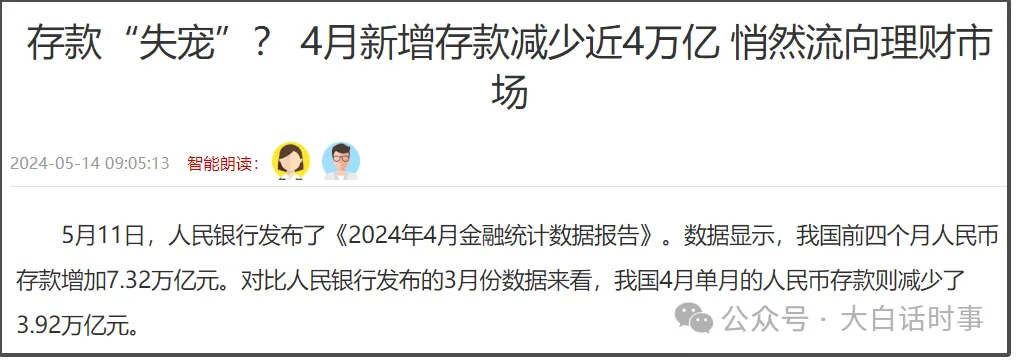 存款“失宠”？ 4月新增存款减少近4万亿 悄然流向理财市
场
2024-05-14 09:05:13 智能朗读：
5月11日，人民银行发布了《2024年4月金融统计数据报告》。数据显示，我国前四个月人民币
存款增加7.32万亿元。对比人民银行发布的3月份数据来看，我国4月单月的人民币存款则减少了
3.92万亿元。
公众号 · 大白话时事